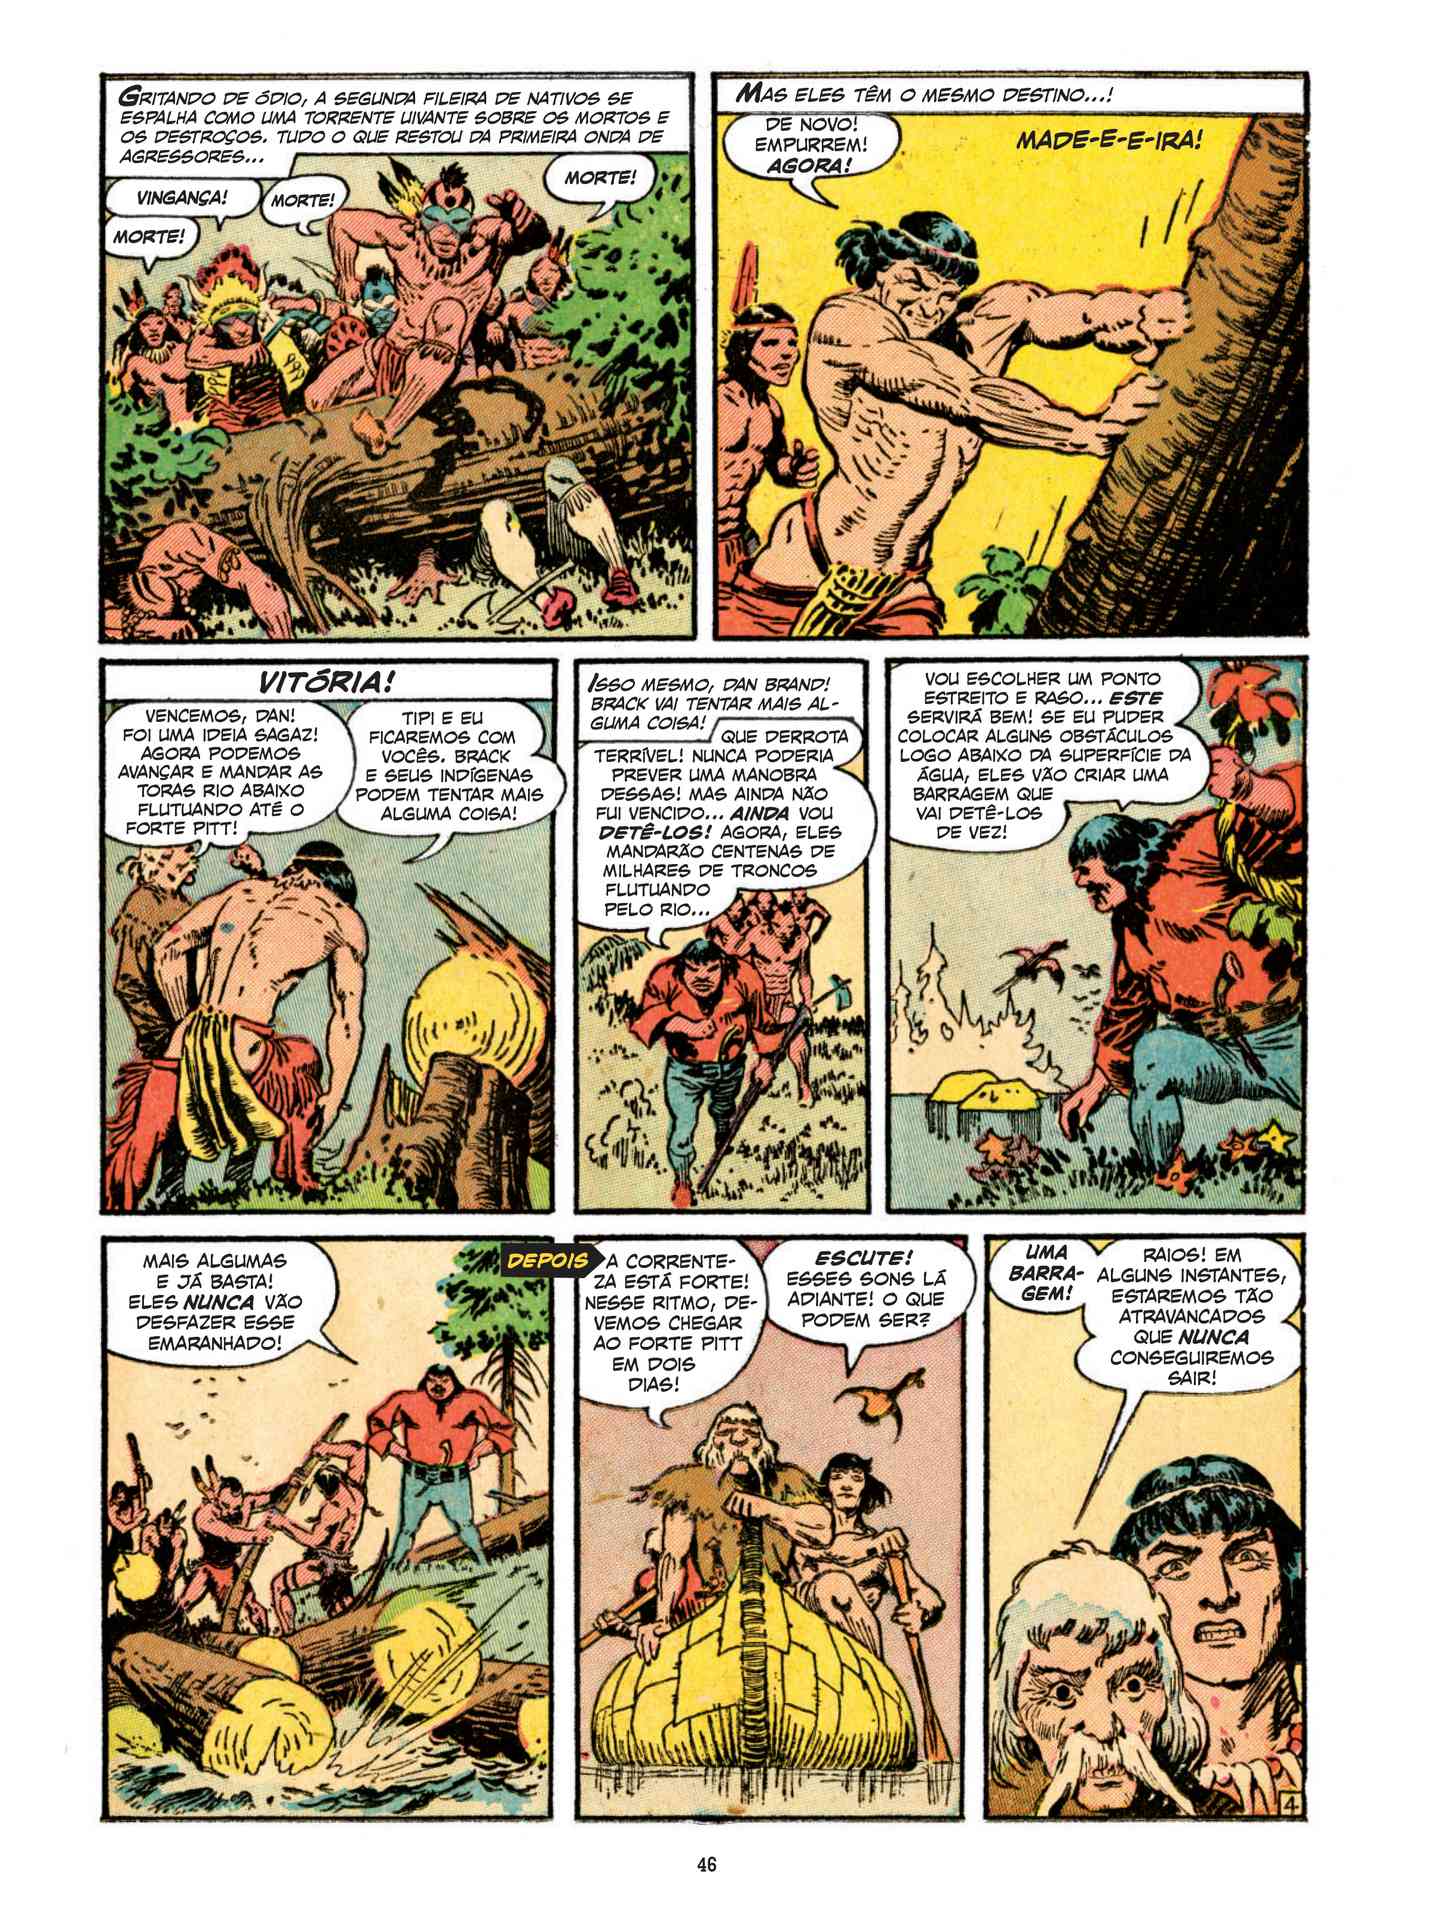 GRITANDO DE ÓDIO, A SEGUNDA FILEIRA DE NATIVOS SE
ESPALHA COMO UMA TORRENTE UIVANTE SOBRE OS MORTOS E
OS DESTROÇOS. TUDO O QUE RESTOU DA PRIMEIRA ONDA DE
AGRESSORES...
VINGANÇA!
MORTE!
MORTE!
MORTE!
MAS ELES TÊM O MESMO DESTINO...!
DE NOVO!
EMPURREM!
AGORA!
MADE-E-E-IRA!
VITÓRIA!
VENCEMOS, DAN!
FOI UMA IDEIA SAGAZ!
AGORA PODEMOS
AVANÇAR E MANDAR AS
TORAS RIO ABAIXO
FLUTUANDO ATÉ O
FORTE PITT!
TIPI E EU
FICAREMOS COM
VOCÊS. BRACK
E SEUS INDÍGENAS
PODEM TENTAR MAIS
ALGUMA COISA!
ISSO MESMO, DAN BRAND!
BRACK VAI TENTAR MAIS AL-
GUMA COISA!
QUE DERROTA
TERRÍVEL! NUNCA PODERIA
PREVER UMA MANOBRA
DESSAS! MAS AINDA NÃO
FUI VENCIDO... AINDA VOU
DETÊ-LOS! AGORA, ELES
MANDARÃO CENTENAS DE
MILHARES DE TRONCOS
FLUTUANDO
PELO RIO...
VOU ESCOLHER UM PONTO
ESTREITO E RASO... ESTE
SERVIRÁ BEM! SE EU PUDER
COLOCAR ALGUNS OBSTÁCULOS
LOGO ABAIXO DA SUPERFÍCIE DA
ÁGUA, ELES VÃO CRIAR UMA
BARRAGEM QUE
VAI DETÊ-LOS
DE VEZ!
MAIS ALGUMAS
E JÁ BASTA!
ELES NUNCA VÃO
DESFAZER ESSE
EMARANHADO!
DEPOIS
A CORRENTE-
ZA ESTÁ FORTE!
NESSE RITMO, DE-
VEMOS CHEGAR
AO FORTE PITT
EM DOIS
DIAS!
ESCUTE!
ESSES SONS LÁ
ADIANTE! O QUE
PODEM SER?
UMA
BARRA-
GEM!
RAIOS! EM
ALGUNS INSTANTES,
ESTAREMOS TÃO
ATRAVANCADOS
QUE NUNCA
CONSEGUIREMOS
SAIR!
4
46